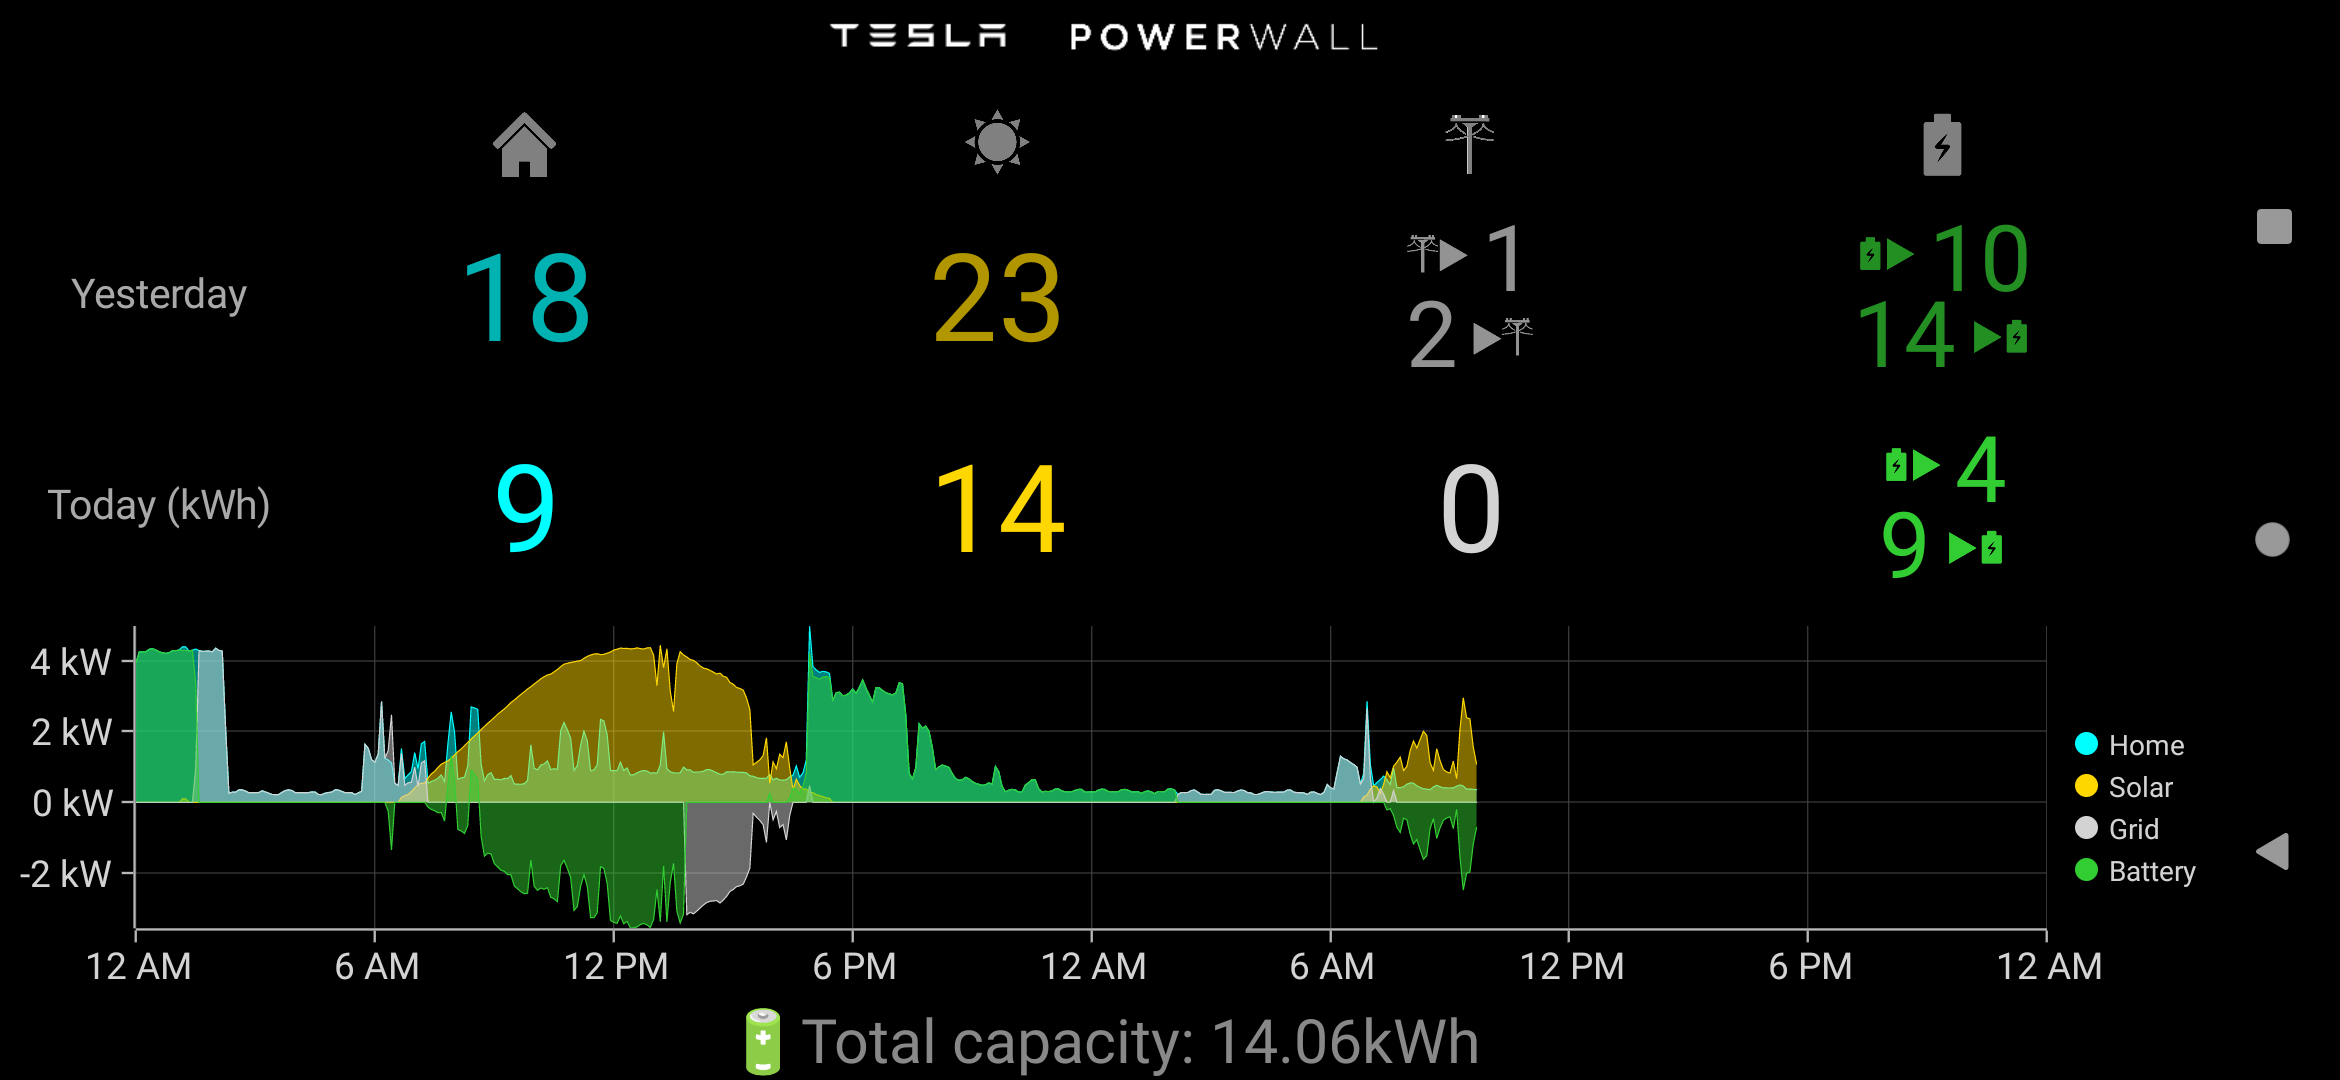 TESLA POWERWALL
Yesterday 18 23 1 10
2 14
Today (kWh) 9 14 0 4
9
4 kW
2 kW
0 kW
-2 kW
Home
Solar
Grid
Battery
12 AM 6 AM 12 PM 6 PM 12 AM 6 AM 12 PM 6 PM 12 AM
Total capacity: 14.06kWh